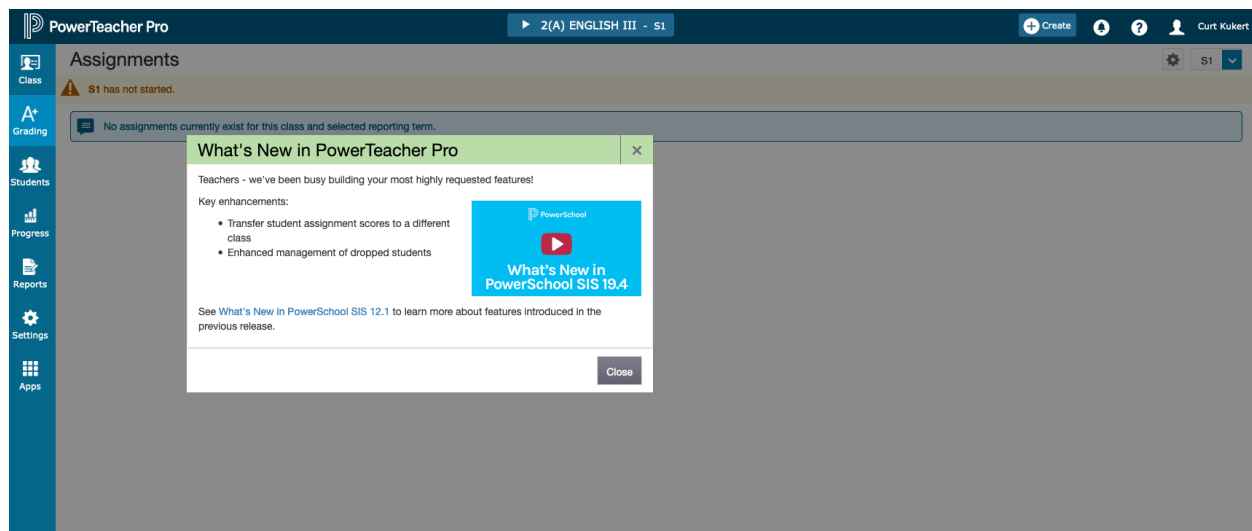 PowerTeacher Pro
2(A) ENGLISH III - S1
Create
Curt Kukert
Class
Grading
Students
Progress
Reports
Settings
Apps
Assignments
S1
S1 has not started.
No assignments currently exist for this class and selected reporting term.
What's New in PowerTeacher Pro
Teachers - we've been busy building your most highly requested features!
Key enhancements:
Transfer student assignment scores to a different
class
Enhanced management of dropped students
PowerSchool
What's New in
PowerSchool SIS 19.4
See What's New in PowerSchool SIS 12.1 to learn more about features introduced in the
previous release.
Close